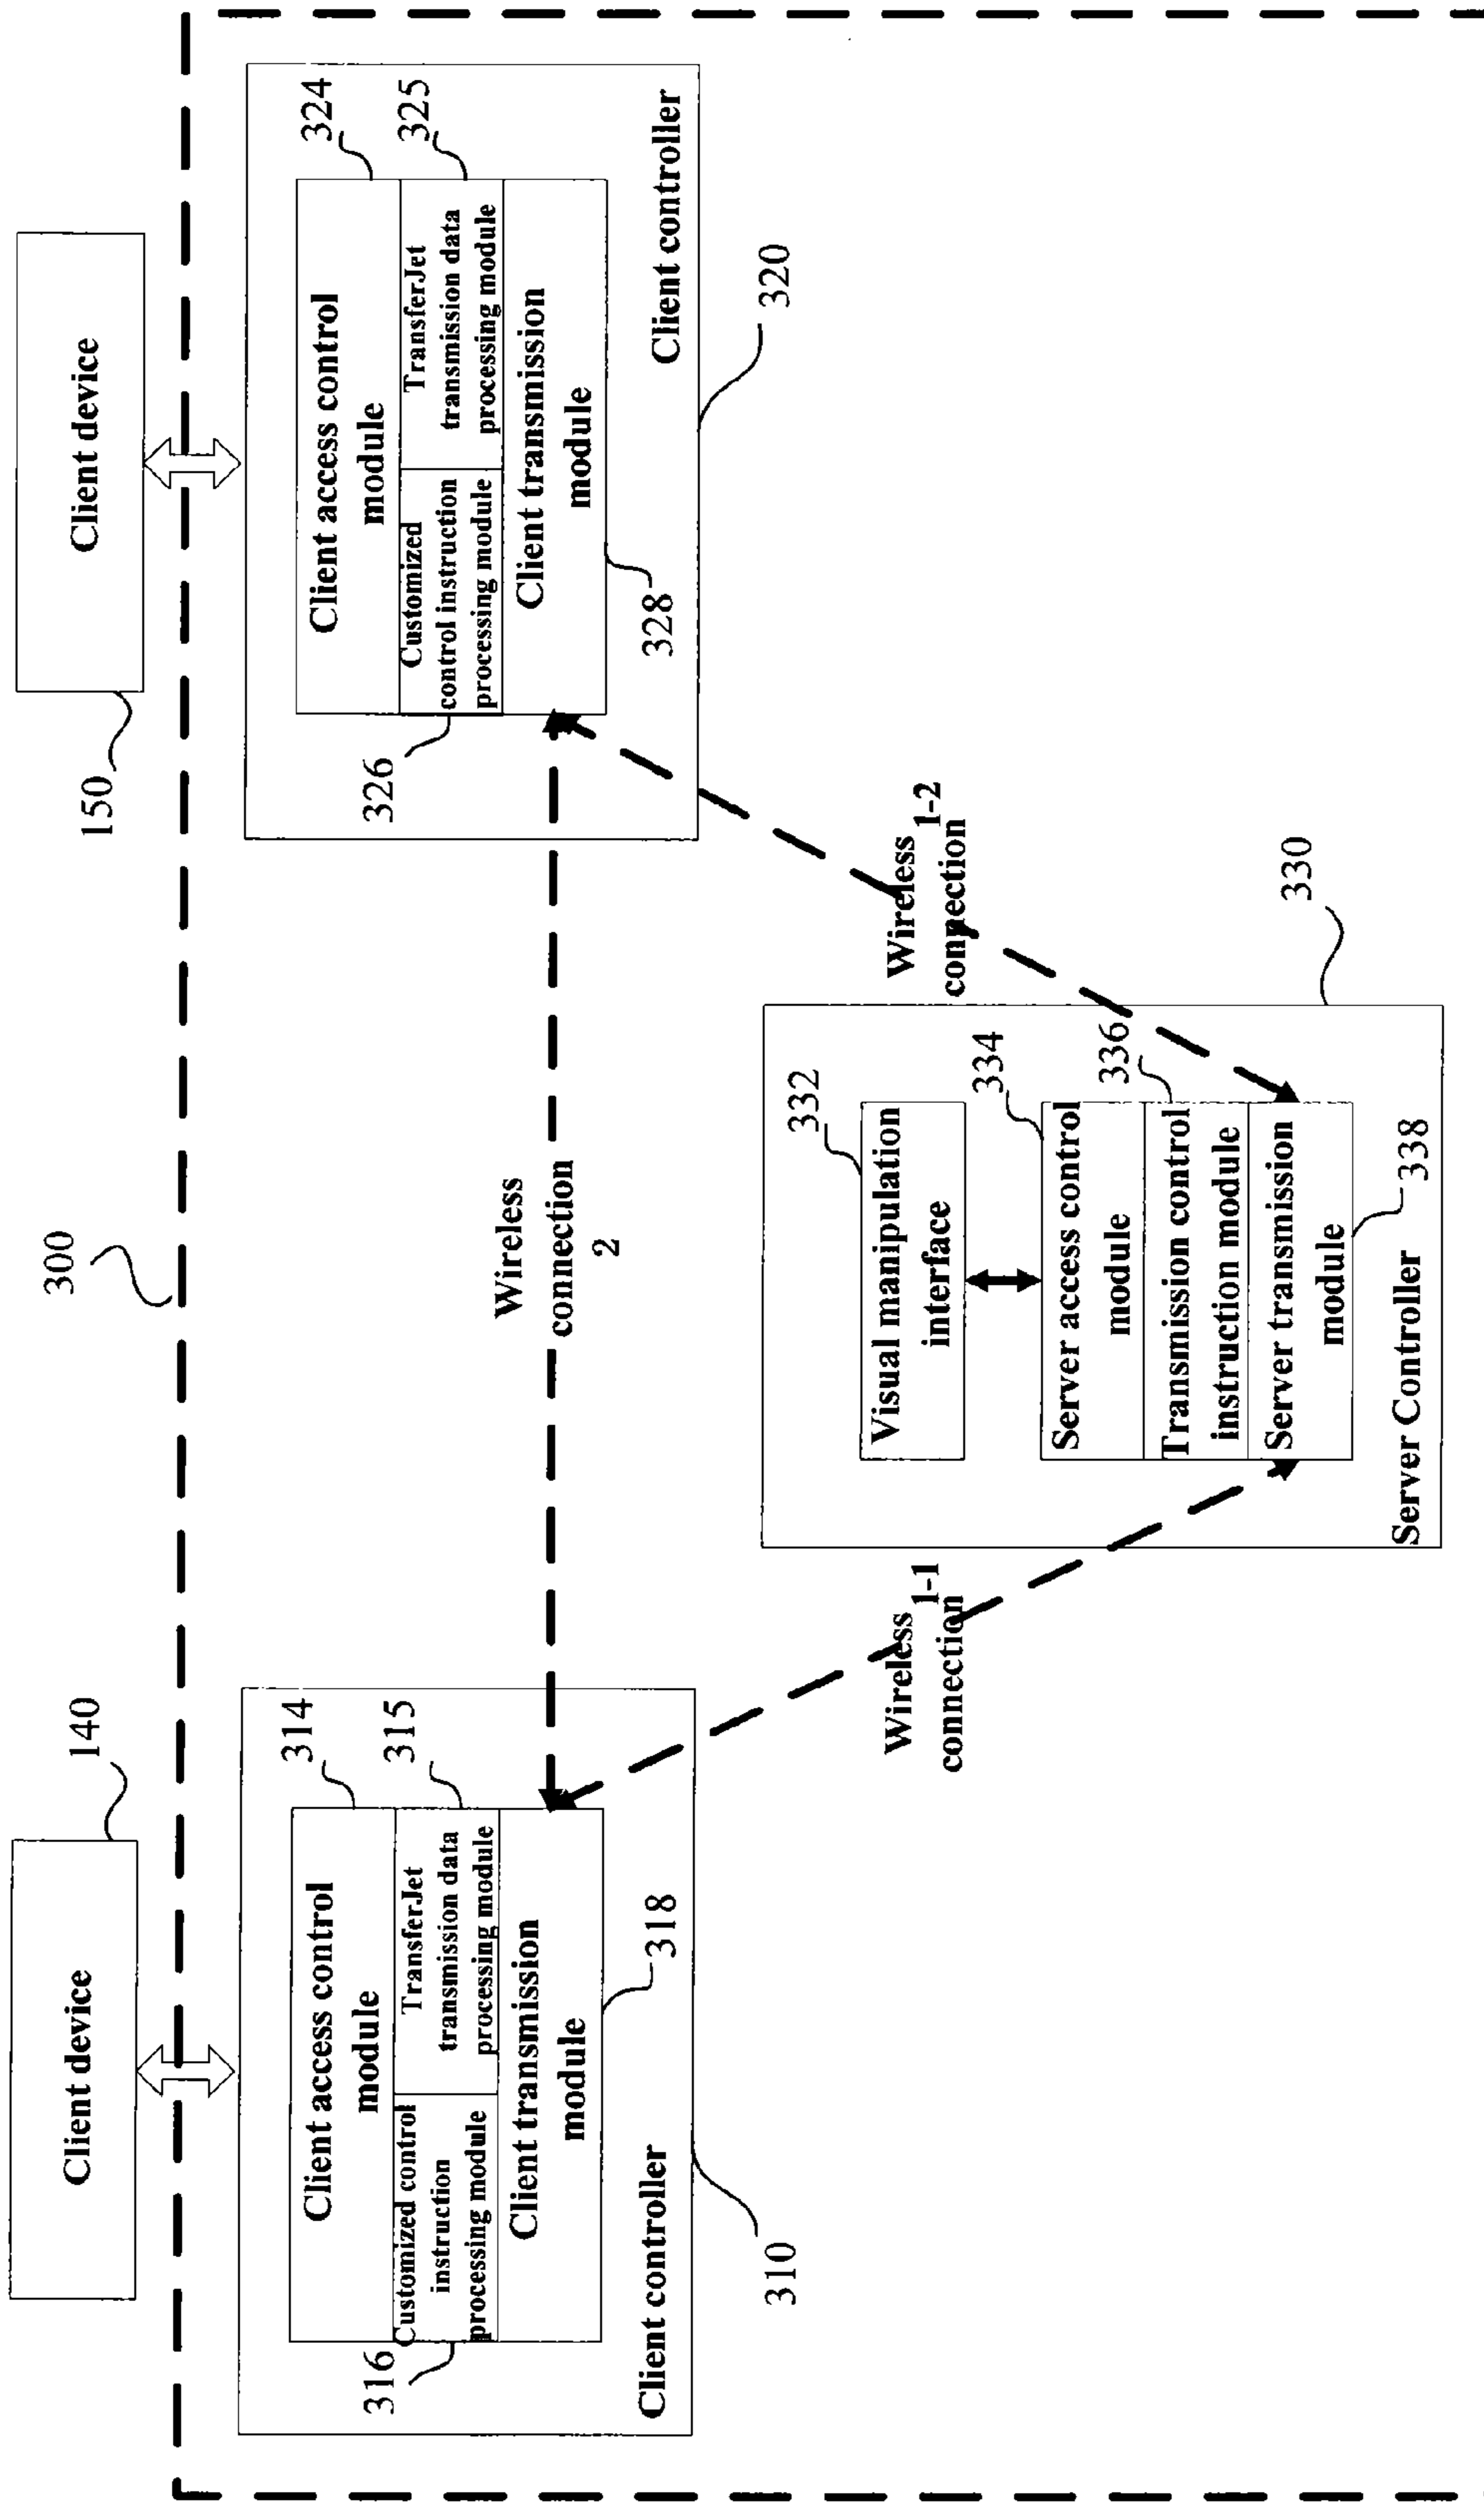 300
140
Client device
150
Client device
314
315
Client access control
module
Customized control
instruction
processing module
TransferJet
transmission data
processing module
Client transmission
module
316
318
Client controller
310
Wireless
connection
2
324
325
Client access control
module
Customized
control instruction
processing module
TransferJet
transmission data
processing module
Client transmission
module
326
328
Client controller
320
Wireless
connection
1-1
Wireless
connection
1-2
332
Visual manipulation
interface
334
Server access control
module
336
Transmission control
instruction module
Server transmission
module
338
Server Controller
330